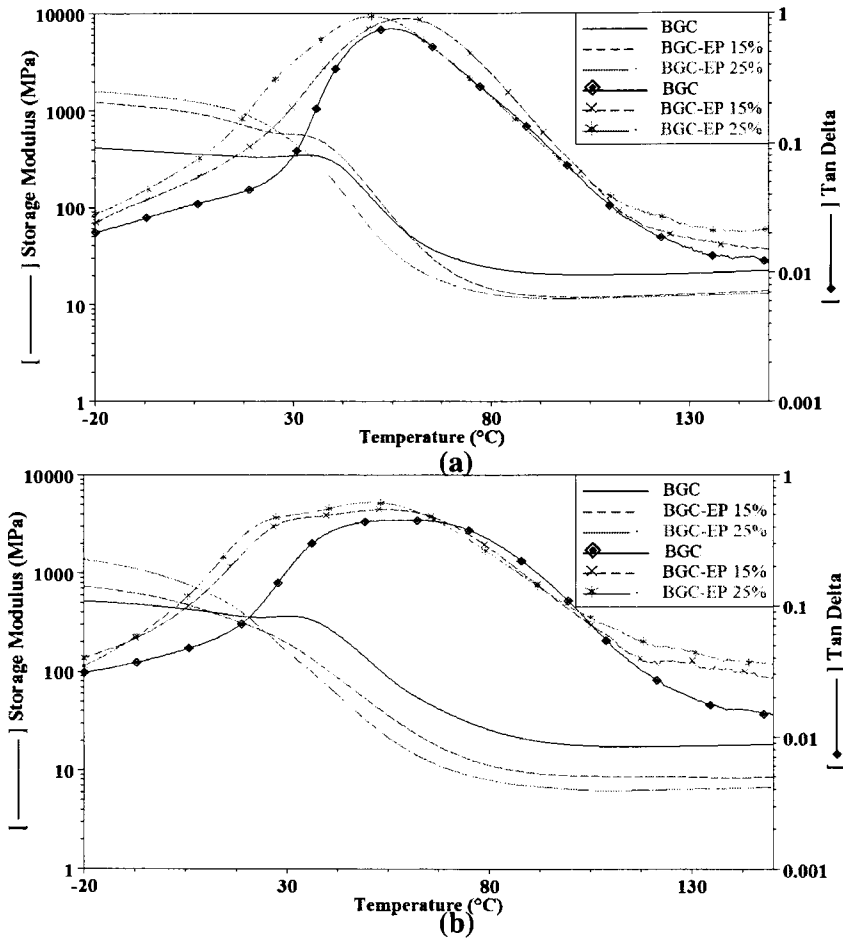 10000
1000
100
10
1
[ —— ] Storage Modulus (MPa)
1
0.1
0.01
0.001
[ —◆— ] Tan Delta
BGC
BGC-EP 15%
BGC-EP 25%
BGC
BGC-EP 15%
BGC-EP 25%
-20
30
80
130
Temperature (°C)
(a)
10000
1000
100
10
1
[ —— ] Storage Modulus (MPa)
1
0.1
0.01
0.001
[ —◆— ] Tan Delta
BGC
BGC-EP 15%
BGC-EP 25%
BGC
BGC-EP 15%
BGC-EP 25%
-20
30
80
130
Temperature (°C)
(b)